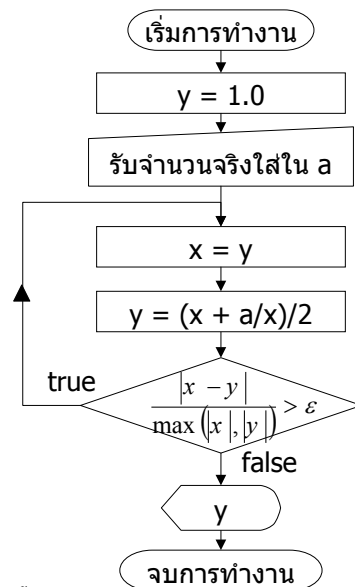 เริ่มการทำงาน
y = 1.0
รับจำนวนจริงใส่ใน a
x = y
y = (x + a/x)/2
true
|x - y| / max(|x|,|y|) > ε
false
y
จบการทำงาน